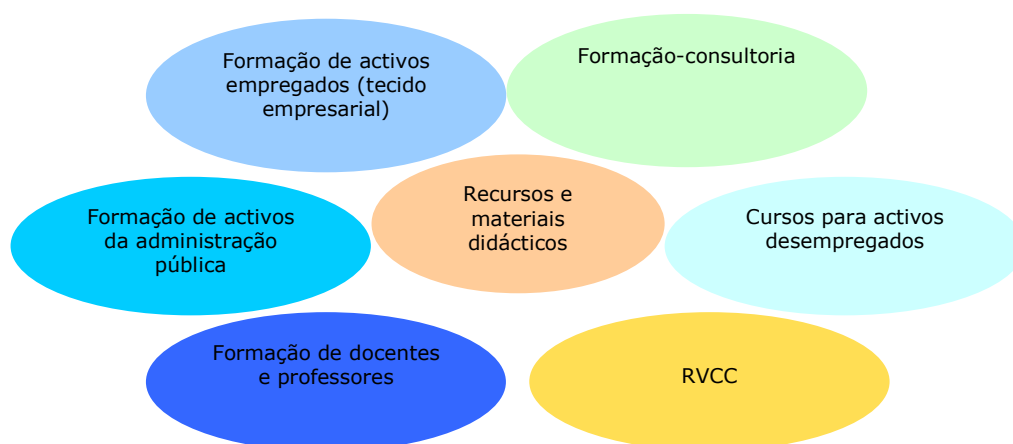 Formação de activos
empregados (tecido
empresarial)
Formação-consultoria
Formação de activos
da administração
pública
Recursos e
materiais
didácticos
Cursos para activos
desempregados
Formação de docentes
e professores
RVCC